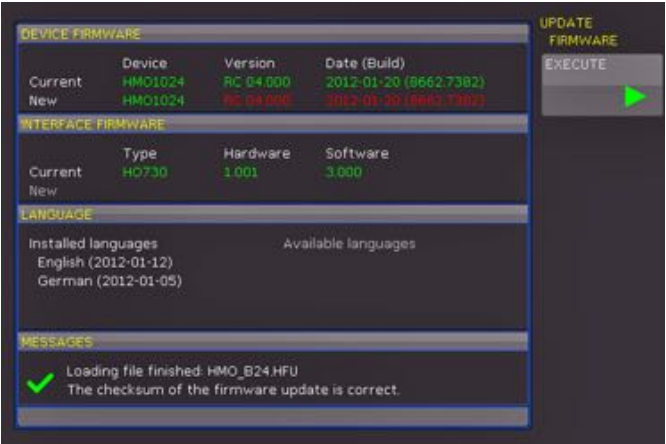 DEVICE FIRMWARE
UPDATE
FIRMWARE
Device Version Date (Build)
EXECUTE
Current HMO1024 RC 04.000 2012-01-20 (8662.7382)
New HMO1024 RC 04.000 2012-01-20 (8662.7382)
INTERFACE FIRMWARE
Type Hardware Software
Current HO730 1.001 3.000
New
LANGUAGE
Installed languages Available languages
English (2012-01-12)
German (2012-01-05)
MESSAGES
Loading file finished: HMO_B24.HFU
The checksum of the firmware update is correct.